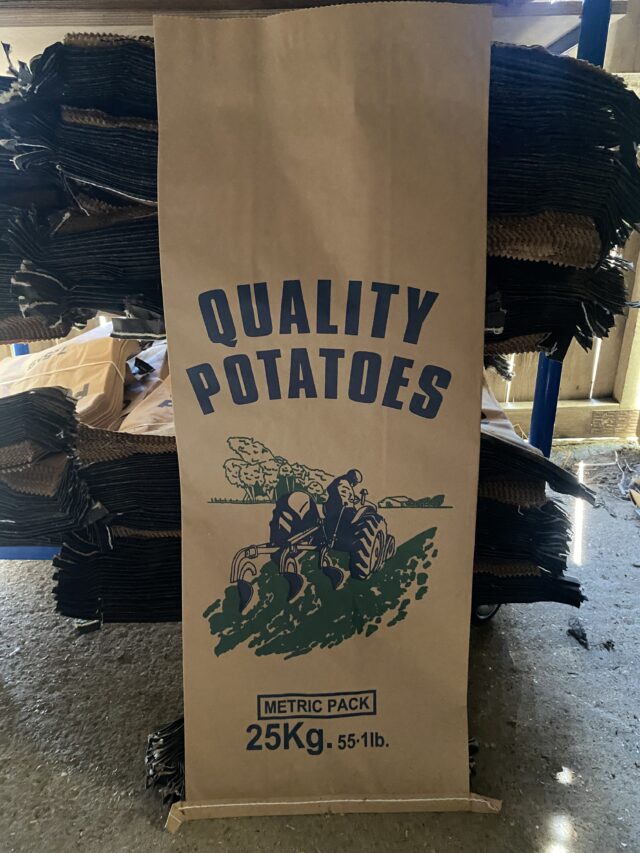 QUALITY
POTATOES
METRIC PACK
25Kg. 55·1lb.